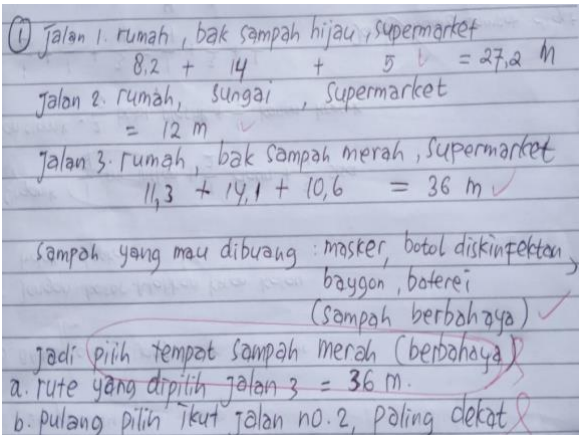 ① Jalan 1. rumah, bak sampah hijau, supermarket
8,2 + 14 + 5 = 27,2 m
Jalan 2. rumah, sungai, supermarket
= 12 m
Jalan 3. rumah, bak sampah merah, supermarket
11,3 + 14,1 + 10,6 = 36 m
Sampah yang mau dibuang : masker, botol diskinfektan,
baygon, baterei
(sampah berbahaya)
Jadi pilih tempat sampah merah (berbahaya)
a. rute yang dipilih Jalan 3 = 36 m.
b. pulang pilih ikut jalan no. 2, paling dekat